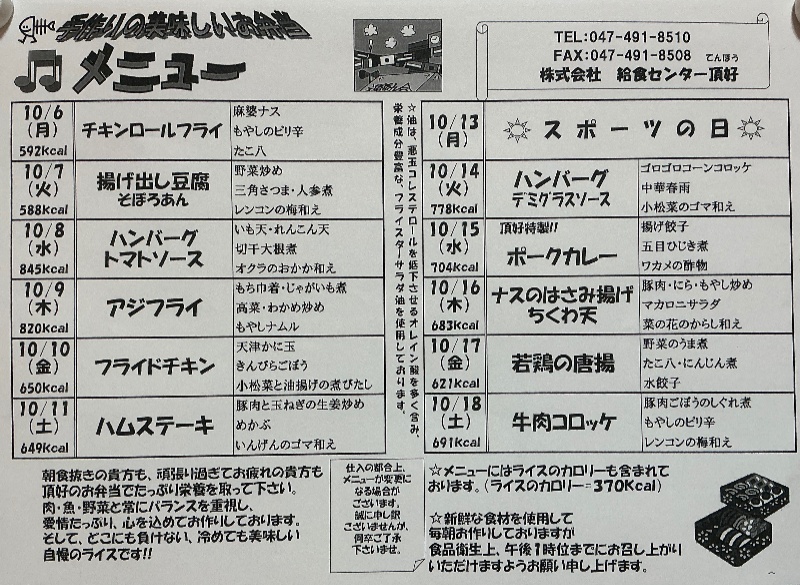 手作りの美味しいお弁当
メニュー
TEL:047-491-8510
FAX:047-491-8508
てんほう
株式会社 給食センター頂好
10/6
(月)
592Kcal
チキンロールフライ
麻婆ナス
もやしのピリ辛
たこ八
10/7
(火)
588kcal
揚げ出し豆腐
そぼろあん
野菜炒め
三角さつま・人参煮
レンコンの梅和え
10/8
(水)
845kcal
ハンバーグ
トマトソース
いも天・れんこん天
切干大根煮
オクラのおかか和え
10/9
(木)
820kcal
アジフライ
もち巾着・じゃがいも煮
高菜・わかめ炒め
もやしナムル
10/10
(金)
650kcal
フライドチキン
天津かに玉
きんぴらごぼう
小松菜と油揚げの煮びたし
10/11
(土)
649Kcal
ハムステーキ
豚肉と玉ねぎの生姜炒め
めかぶ
いんげんのゴマ和え
☆油は、悪玉コレステロールを低下させるオレイン酸を多く含み、
栄養成分豊富な、フライスターサラダ油を使用しております。
10/13
(月)
スポーツの日
10/14
(火)
778kcal
ハンバーグ
デミグラスソース
ゴロゴロコーンコロッケ
中華春雨
小松菜のゴマ和え
10/15
(水)
704kcal
頂好特製!!
ポークカレー
揚げ餃子
五目ひじき煮
ワカメの酢物
10/16
(木)
683kcal
ナスのはさみ揚げ
ちくわ天
豚肉・にら・もやし炒め
マカロニサラダ
菜の花のからし和え
10/17
(金)
621kcal
若鶏の唐揚
野菜のうま煮
たこ八・にんじん煮
水餃子
10/18
(土)
691kcal
牛肉コロッケ
豚肉ごぼうのしぐれ煮
もやしのピリ辛
レンコンの梅和え
朝食抜きの貴方も、頑張り過ぎてお疲れの貴方も
頂好のお弁当でたっぷり栄養を取って下さい。
肉・魚・野菜と常にバランスを重視し、
愛情たっぷり、心を込めてお作りしております。
そして、どこにも負けない、冷めても美味しい
自慢のライスです!!
仕入の都合上、
メニューが変更に
なる場合が
ございます。
誠に申し訳
ございませんが、
何卒ご了承
下さいませ。
☆メニューにはライスのカロリーも含まれて
おります。(ライスのカロリー=370Kcal)
☆新鮮な食材を使用して
毎朝お作りしておりますが
食品衛生上、午後1時位までにお召し上がり
いただけますようお願い申し上げます。